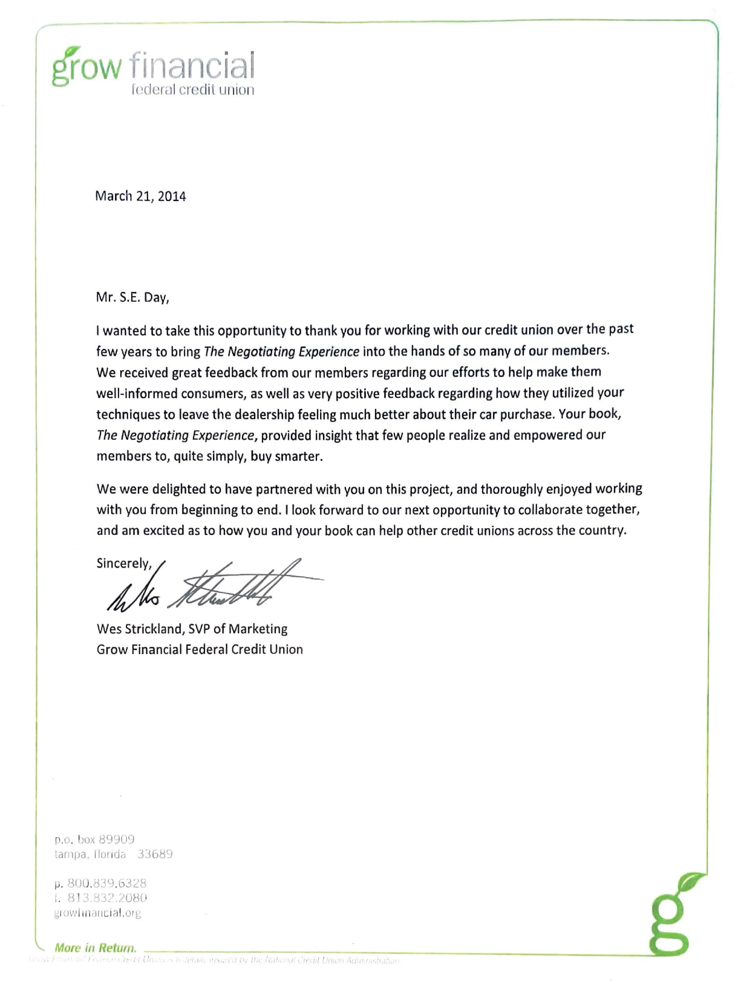 grow financial
federal credit union
March 21, 2014
Mr. S.E. Day,
I wanted to take this opportunity to thank you for working with our credit union over the past
few years to bring The Negotiating Experience into the hands of so many of our members.
We received great feedback from our members regarding our efforts to help make them
well-informed consumers, as well as very positive feedback regarding how they utilized your
techniques to leave the dealership feeling much better about their car purchase. Your book,
The Negotiating Experience, provided insight that few people realize and empowered our
members to, quite simply, buy smarter.
We were delighted to have partnered with you on this project, and thoroughly enjoyed working
with you from beginning to end. I look forward to our next opportunity to collaborate together,
and am excited as to how you and your book can help other credit unions across the country.
Sincerely,
Wes Strickland, SVP of Marketing
Grow Financial Federal Credit Union
p.o. box 89909
tampa, florida 33689
p. 800.839.6328
f. 813.832.2080
growfinancial.org
g
More in Return.
Grow Financial Federal Credit Union is federally insured by the National Credit Union Administration